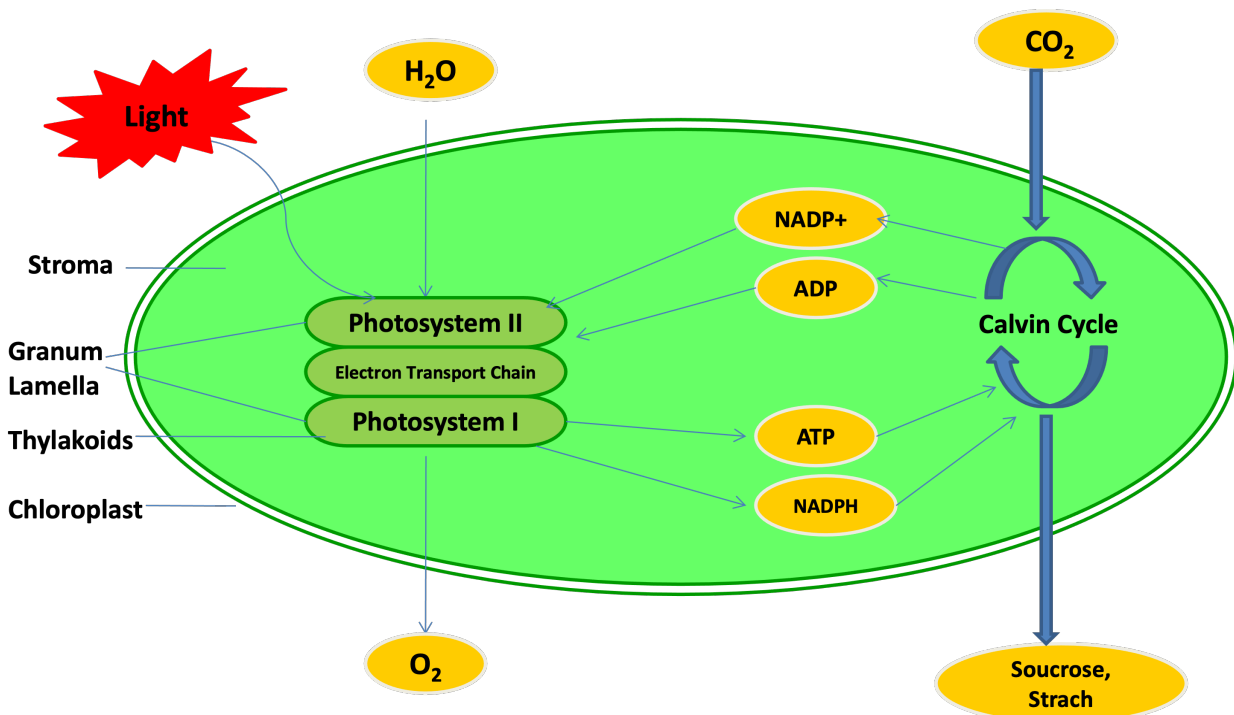 Light
H₂O
CO₂
NADP+
Stroma
ADP
Photosystem II
Calvin Cycle
Granum
Lamella
Electron Transport Chain
Photosystem I
Thylakoids
ATP
Chloroplast
NADPH
O₂
Soucrose,
Strach